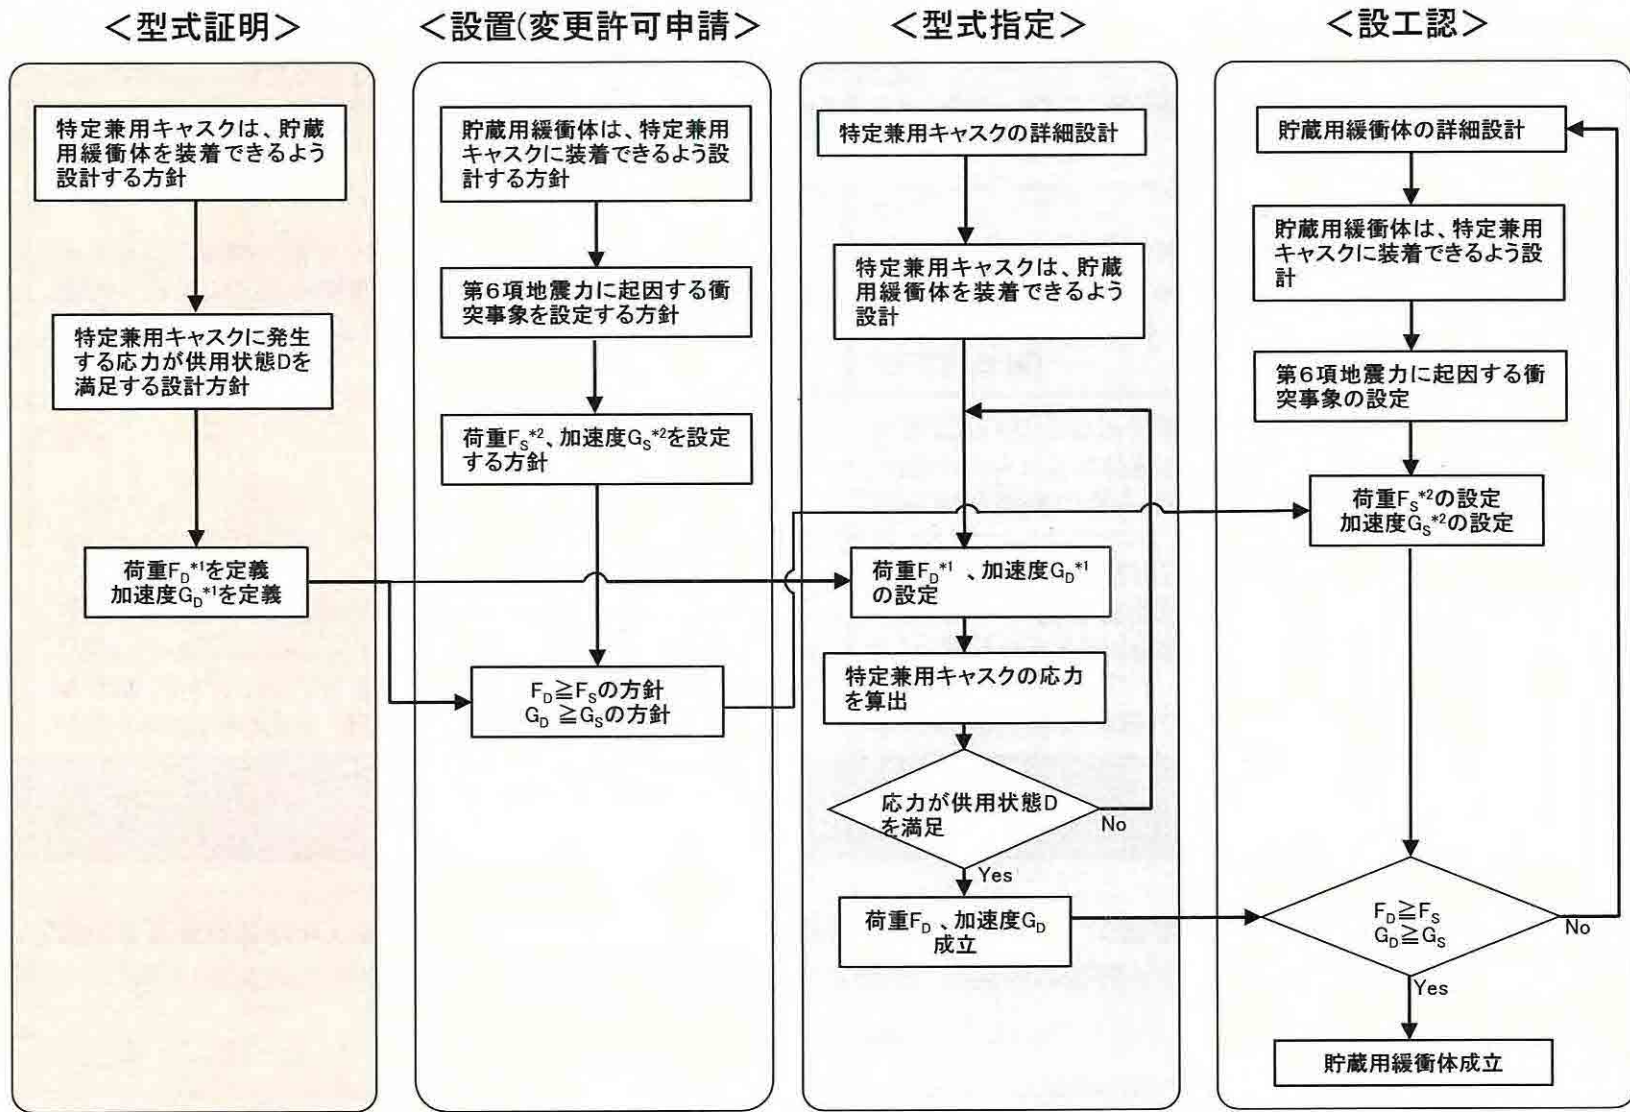 ＜型式証明＞
特定兼用キャスクは、貯蔵
用緩衝体を装着できるよう
設計する方針
特定兼用キャスクに発生
する応力が供用状態Dを
満足する設計方針
荷重F_D*1を定義
加速度G_D*1を定義
＜設置(変更許可申請＞
貯蔵用緩衝体は、特定兼用
キャスクに装着できるよう設
計する方針
第6項地震力に起因する衝
突事象を設定する方針
荷重F_S*2、加速度G_S*2を設定
する方針
F_D≧F_Sの方針
G_D ≧G_Sの方針
＜型式指定＞
特定兼用キャスクの詳細設計
特定兼用キャスクは、貯蔵
用緩衝体を装着できるよう
設計
荷重F_D*1 、加速度G_D*1
の設定
特定兼用キャスクの応力
を算出
応力が供用状態D
を満足
No
Yes
荷重F_D 、加速度G_D
成立
＜設工認＞
貯蔵用緩衝体の詳細設計
貯蔵用緩衝体は、特定兼用
キャスクに装着できるよう設
計
第6項地震力に起因する衝
突事象の設定
荷重F_S*2の設定
加速度G_S*2の設定
F_D≧F_S
G_D≧G_S
No
Yes
貯蔵用緩衝体成立